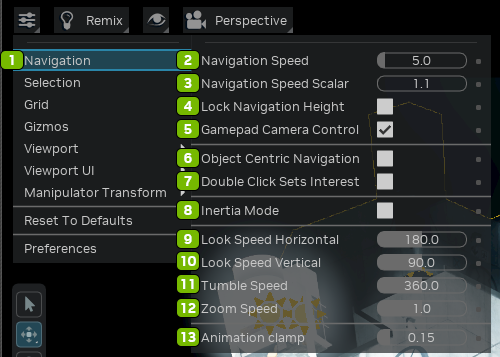 Remix
Perspective
1 Navigation
Selection
Grid
Gizmos
Viewport
Viewport UI
Manipulator Transform
Reset To Defaults
Preferences
2 Navigation Speed 5.0
3 Navigation Speed Scalar 1.1
4 Lock Navigation Height
5 Gamepad Camera Control
6 Object Centric Navigation
7 Double Click Sets Interest
8 Inertia Mode
9 Look Speed Horizontal 180.0
10 Look Speed Vertical 90.0
11 Tumble Speed 360.0
12 Zoom Speed 1.0
13 Animation clamp 0.15